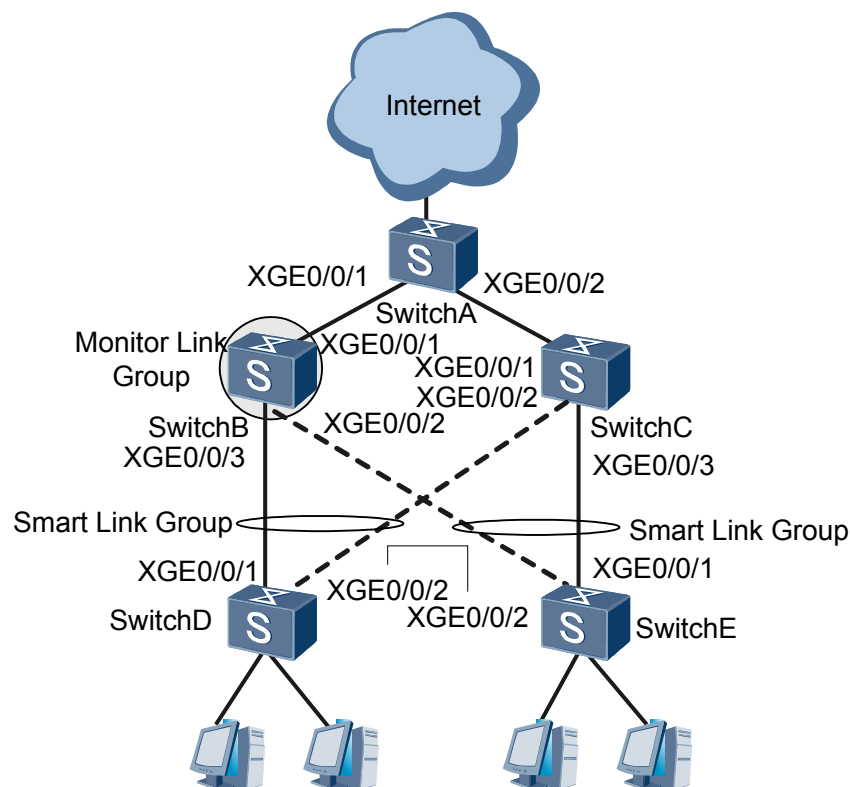 Internet
S
XGE0/0/1
XGE0/0/2
SwitchA
Monitor Link
Group
S
XGE0/0/1
XGE0/0/1
XGE0/0/2
S
SwitchB
XGE0/0/2
SwitchC
XGE0/0/3
XGE0/0/3
Smart Link Group
Smart Link Group
XGE0/0/1
XGE0/0/1
XGE0/0/2
XGE0/0/2
SwitchD
S
S
SwitchE